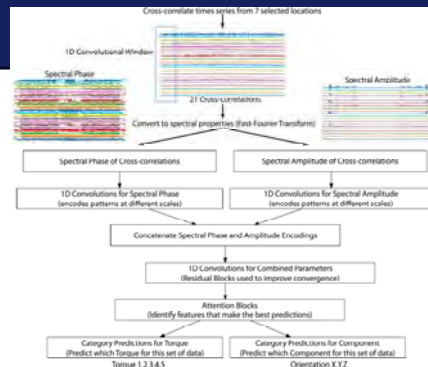 Cross-correlate times series from 7 selected locations
1D Convolutional Window
Spectral Phase
Spectral Amplitude
21 Cross-correlations
Convert to spectral properties (Fast-Fourier Transform)
Spectral Phase of Cross-correlations
Spectral Amplitude of Cross-correlations
1D Convolutions for Spectral Phase
(encodes patterns at different scales)
1D Convolutions for Spectral Amplitude
(encodes patterns at different scales)
Concatenate Spectral Phase and Amplitude Encodings
1D Convolutions for Combined Parameters
(Residual Blocks used to improve convergence)
Attention Blocks
(Identify features that make the best predictions)
Category Predictions for Torque
(Predict which Torque for this set of data)
Category Predictions for Component
(Predict which Component for this set of data)
Torque 1,2,3,4,5
Orientation X,Y,Z